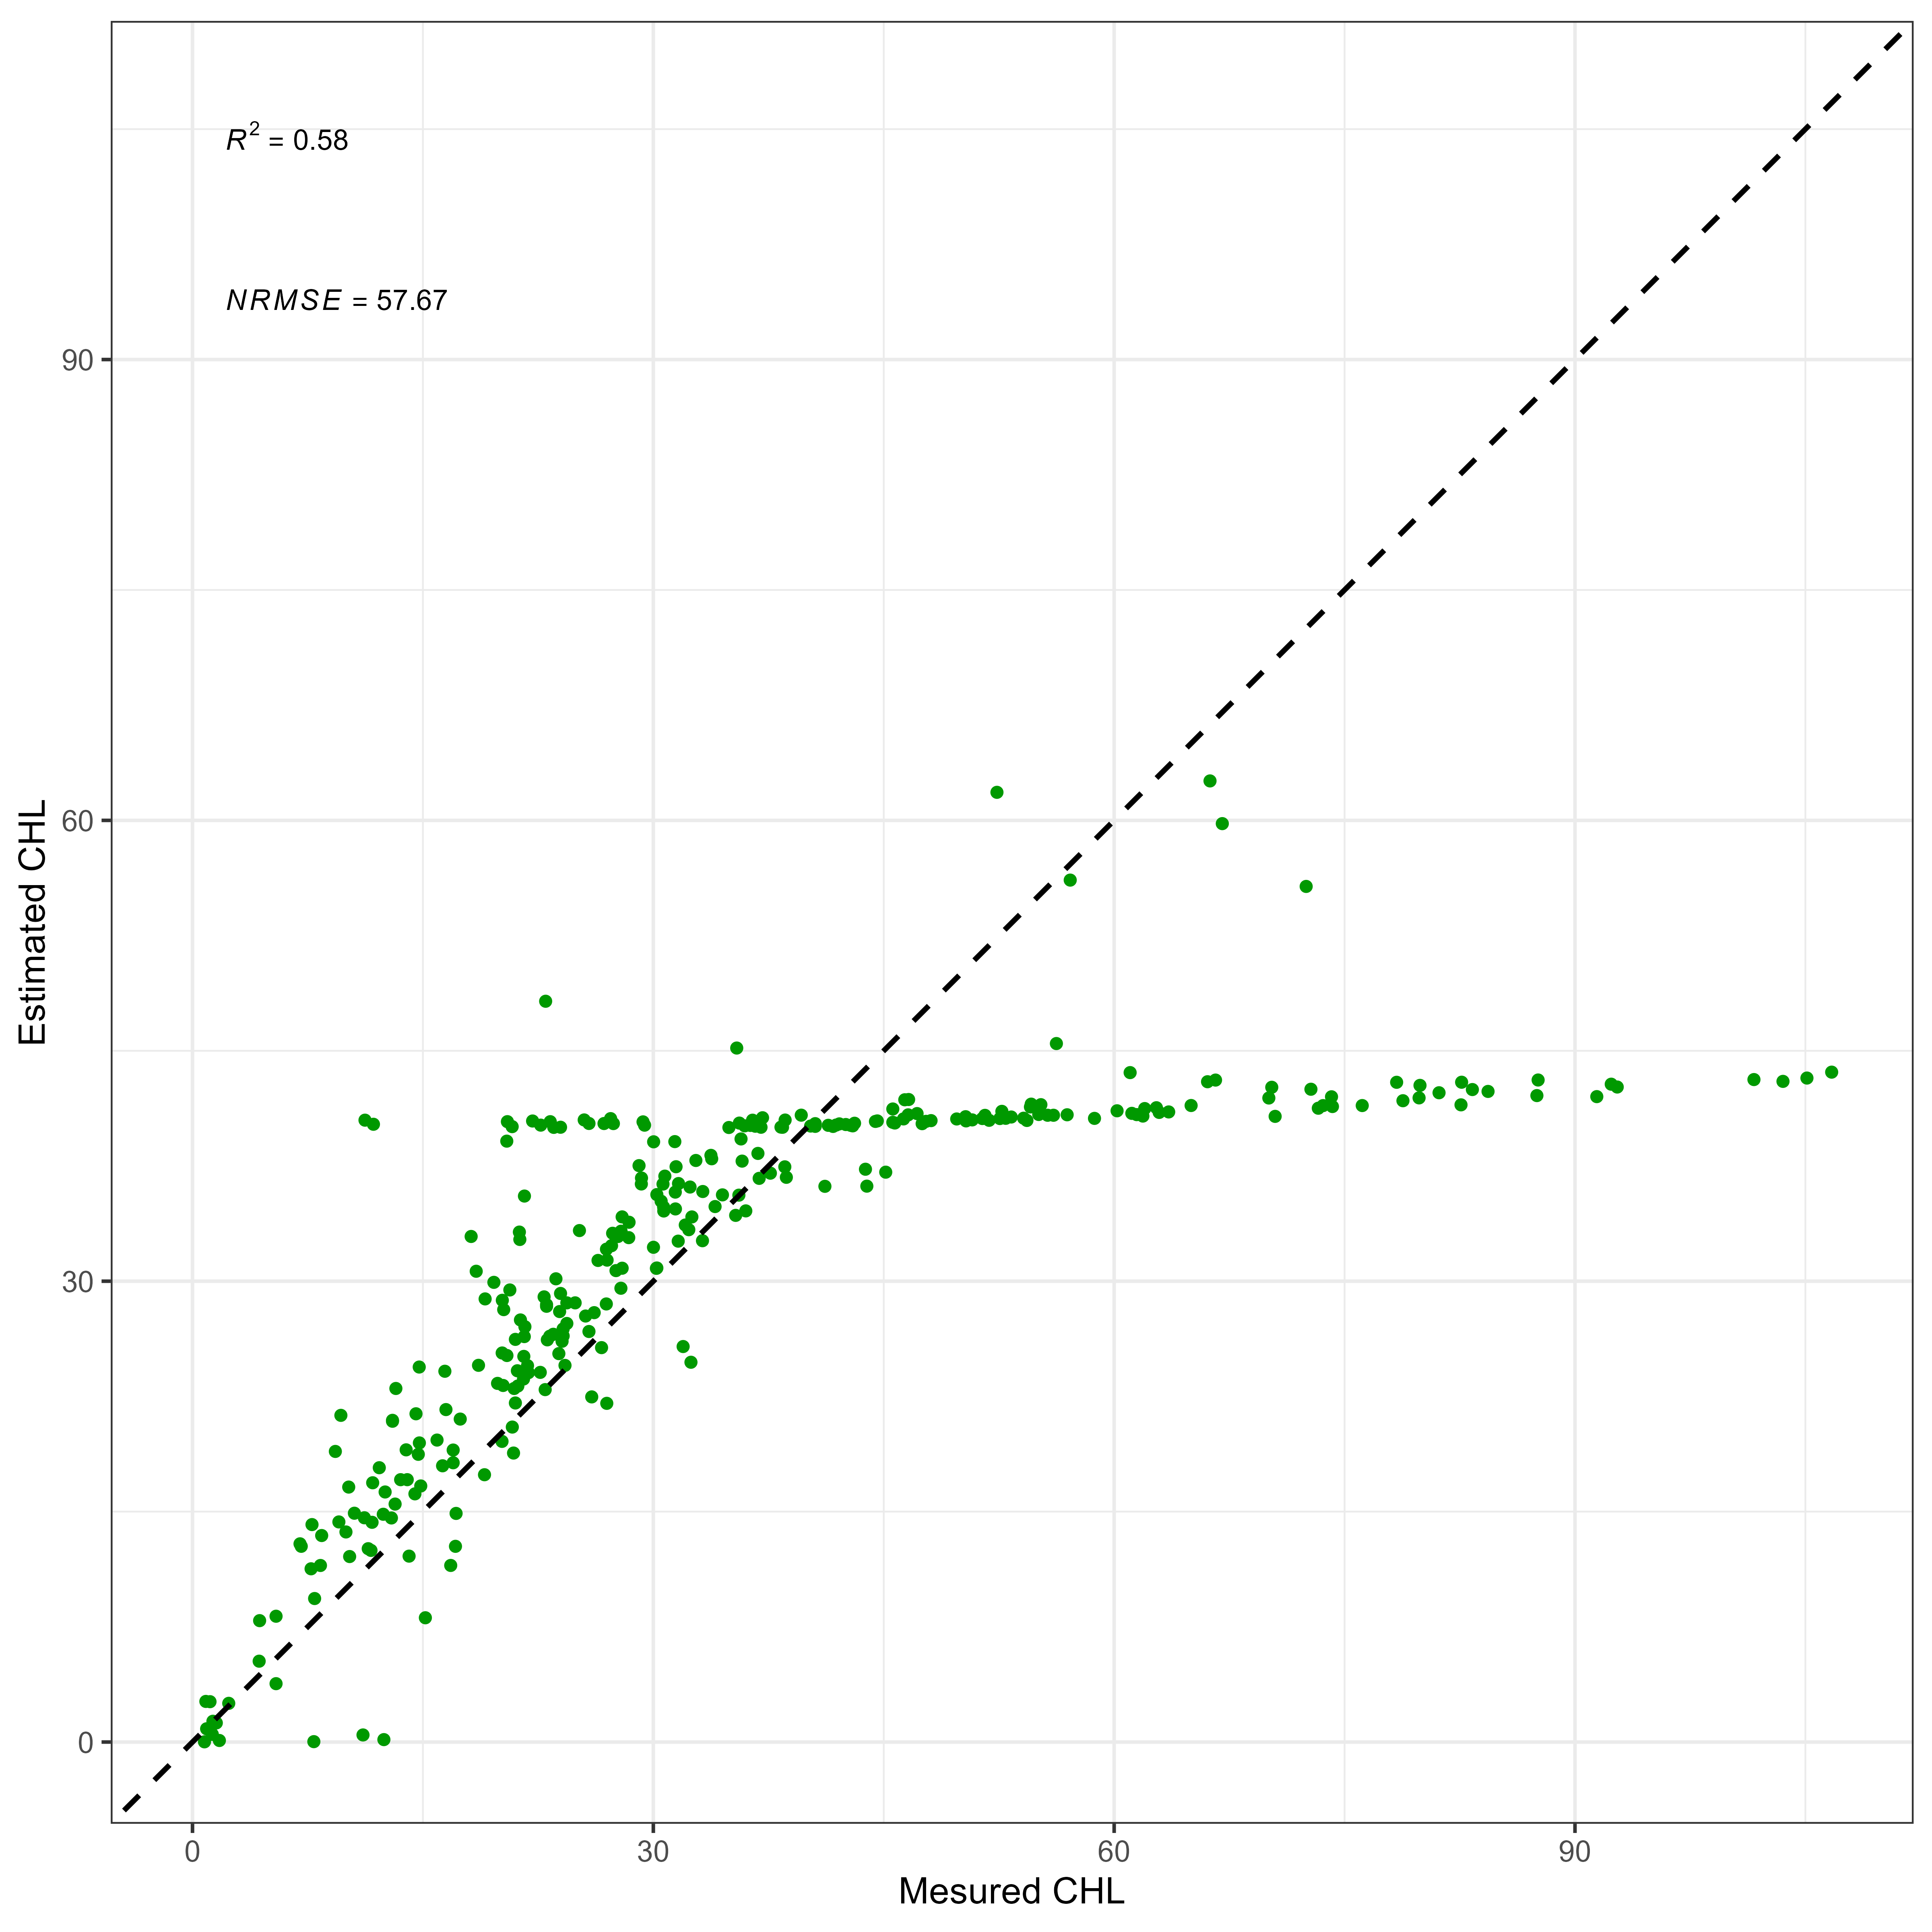 R² = 0.58
NRMSE = 57.67
90
60
30
0
Estimated CHL
0 30 60 90
Mesured CHL